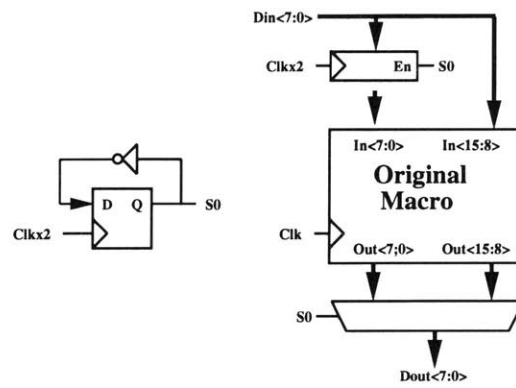 Din<7:0>
Clkx2
En
S0
In<7:0>
In<15:8>
Original
Macro
D
Q
S0
Clkx2
Clk
Out<7;0>
Out<15:8>
S0
Dout<7:0>